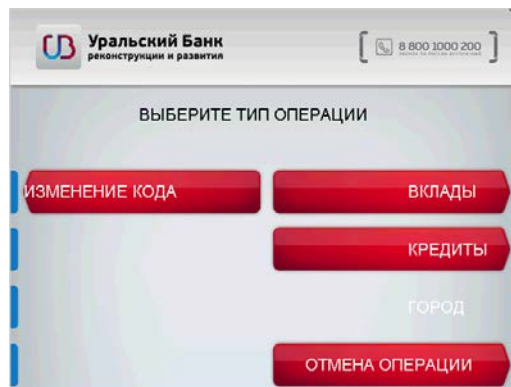 Уральский Банк
реконструкции и развития
8 800 1000 200
ВЫБЕРИТЕ ТИП ОПЕРАЦИИ
ИЗМЕНЕНИЕ КОДА
ВКЛАДЫ
КРЕДИТЫ
ГОРОД
ОТМЕНА ОПЕРАЦИИ